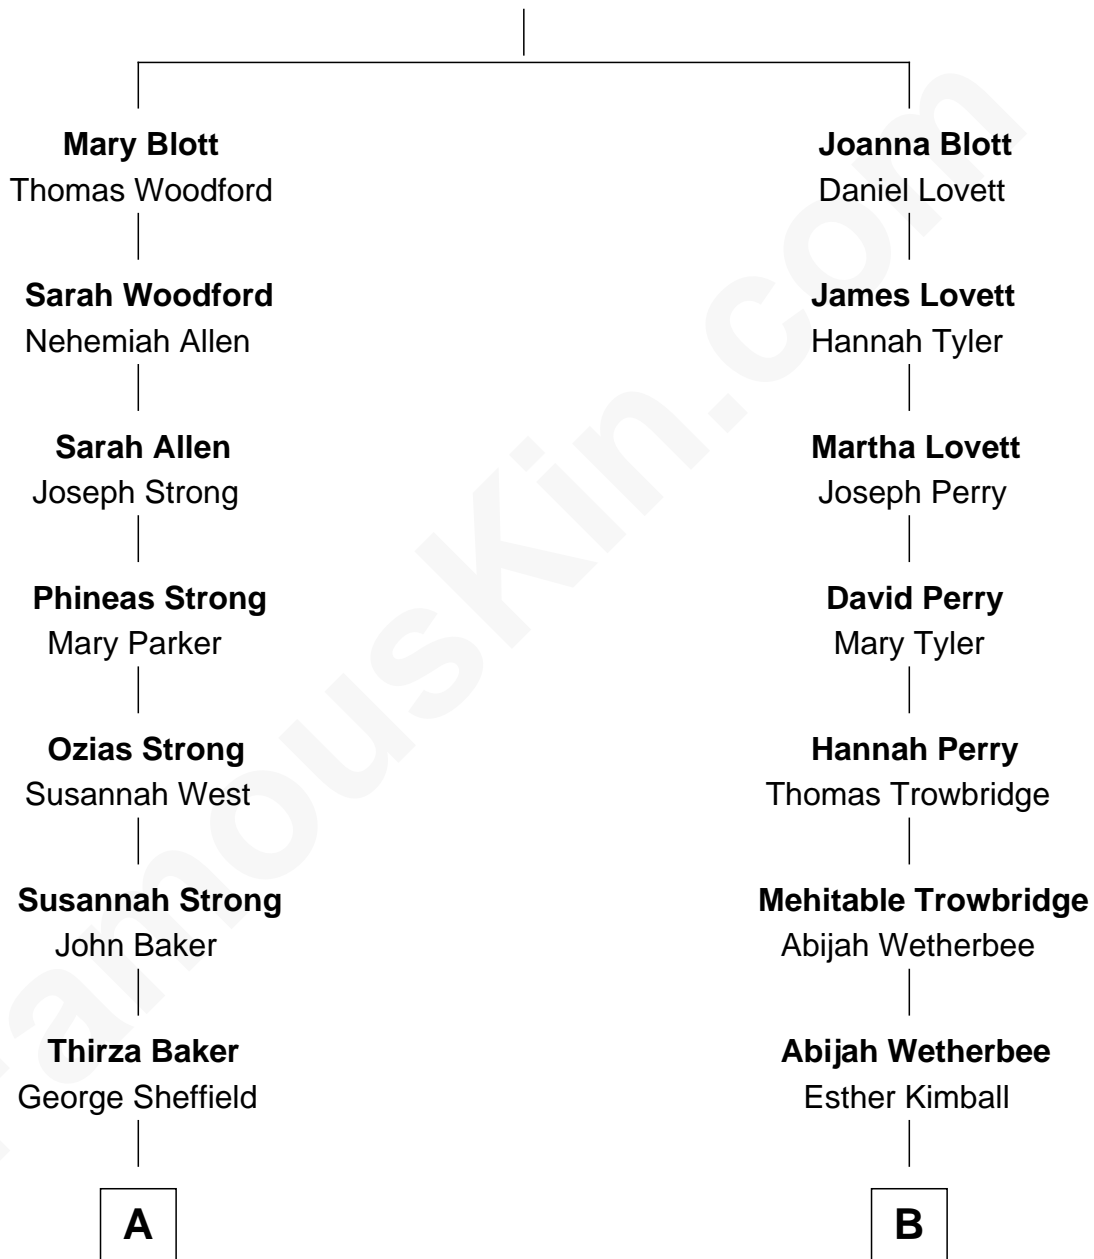 Mary Blott
Thomas Woodford
Sarah Woodford
Nehemiah Allen
Sarah Allen
Joseph Strong
Phineas Strong
Mary Parker
Ozias Strong
Susannah West
Susannah Strong
John Baker
Thirza Baker
George Sheffield
A
Joanna Blott
Daniel Lovett
James Lovett
Hannah Tyler
Martha Lovett
Joseph Perry
David Perry
Mary Tyler
Hannah Perry
Thomas Trowbridge
Mehitable Trowbridge
Abijah Wetherbee
Abijah Wetherbee
Esther Kimball
B
FamousKin.com